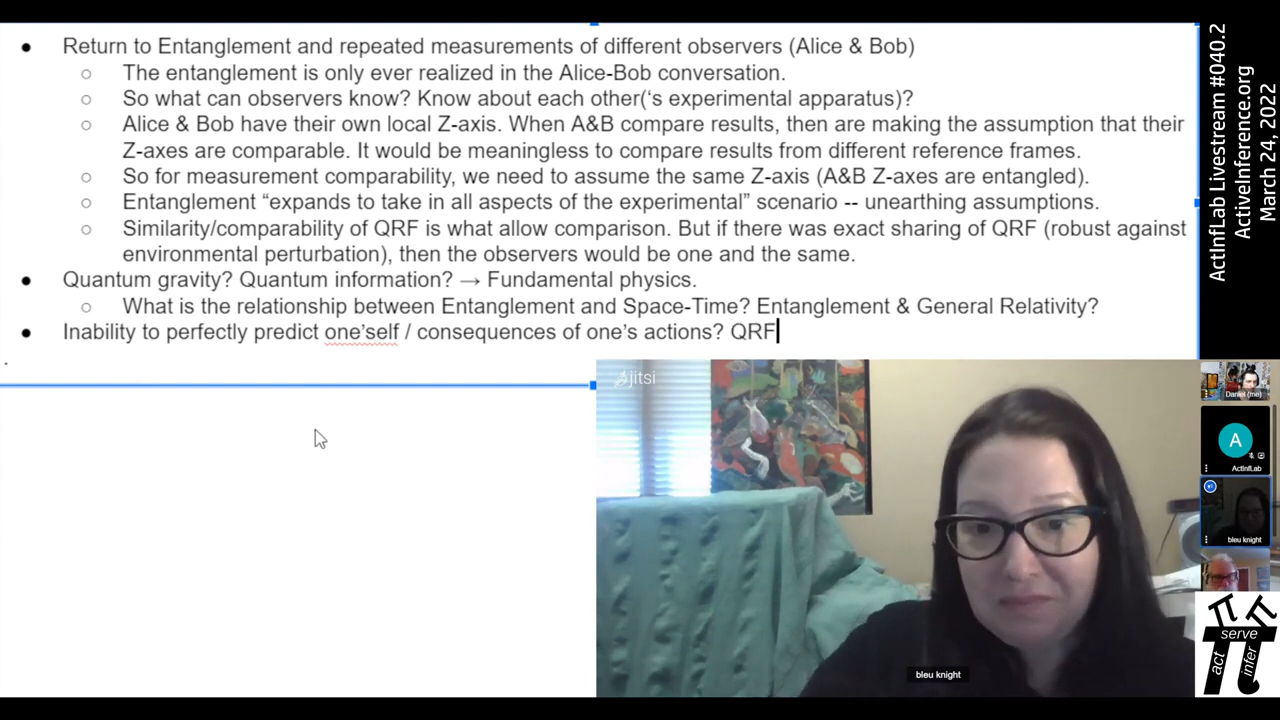 Return to Entanglement and repeated measurements of different observers (Alice & Bob)
The entanglement is only ever realized in the Alice-Bob conversation.
So what can observers know? Know about each other('s experimental apparatus)?
Alice & Bob have their own local Z-axis. When A&B compare results, then are making the assumption that their
Z-axes are comparable. It would be meaningless to compare results from different reference frames.
So for measurement comparability, we need to assume the same Z-axis (A&B Z-axes are entangled).
Entanglement “expands to take in all aspects of the experimental” scenario -- unearthing assumptions.
Similarity/comparability of QRF is what allow comparison. But if there was exact sharing of QRF (robust against
environmental perturbation), then the observers would be one and the same.
Quantum gravity? Quantum information? → Fundamental physics.
What is the relationship between Entanglement and Space-Time? Entanglement & General Relativity?
Inability to perfectly predict one’self / consequences of one’s actions? QRF
jitsi
bleu knight
ActInfLab Livestream #040.2
ActiveInference.org
March 24, 2022
Daniel (me)
A
ActInfLab
bleu knight
π π
serve
act
infer